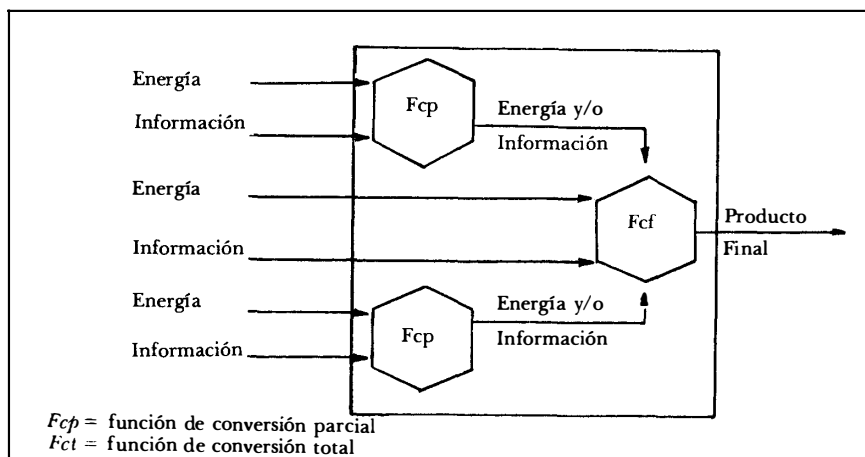 Energía
Fcp
Energía y/o
Información
Información
Energía
Fcf
Producto
Información
Final
Energía
Energía y/o
Fcp
Información
Información
Fcp = función de conversión parcial
Fct = función de conversión total